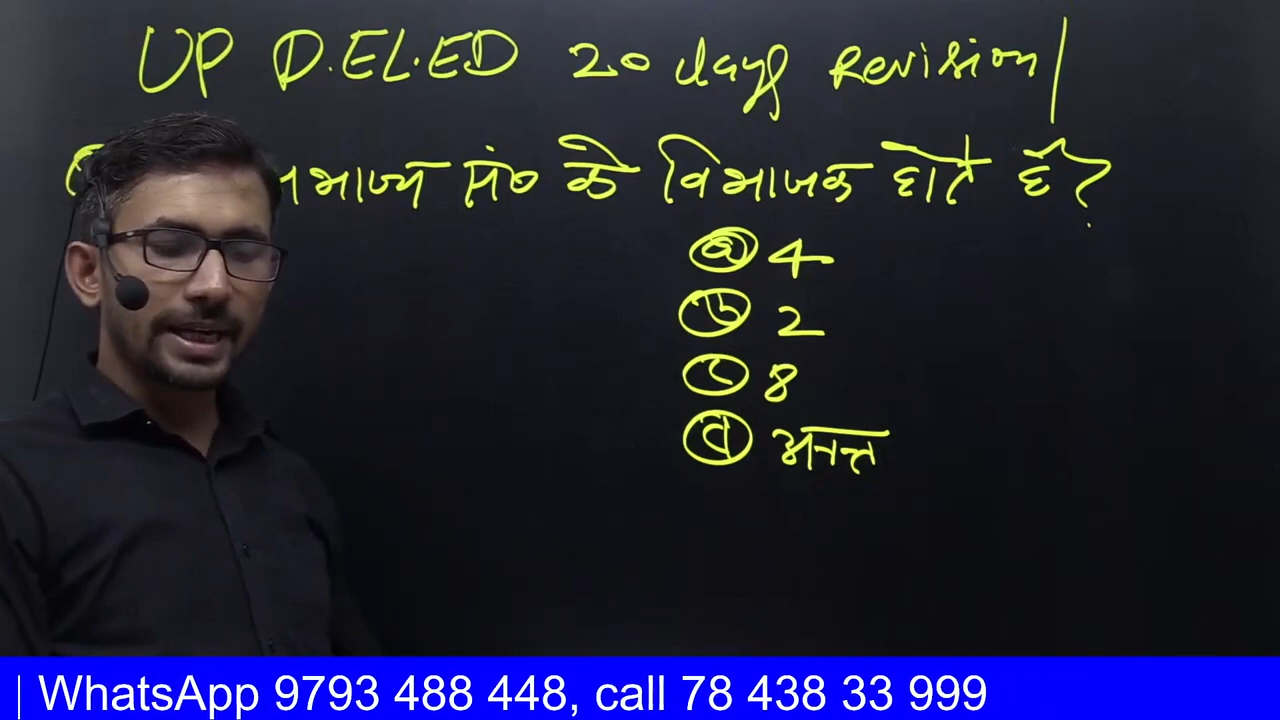 UP D.EL.ED 20 days Revision
भाज्य सं० के विभाजक होते हैं?
(a) 4
(b) 2
(c) 8
(d) अनन्त
WhatsApp 9793 488 448, call 78 438 33 999